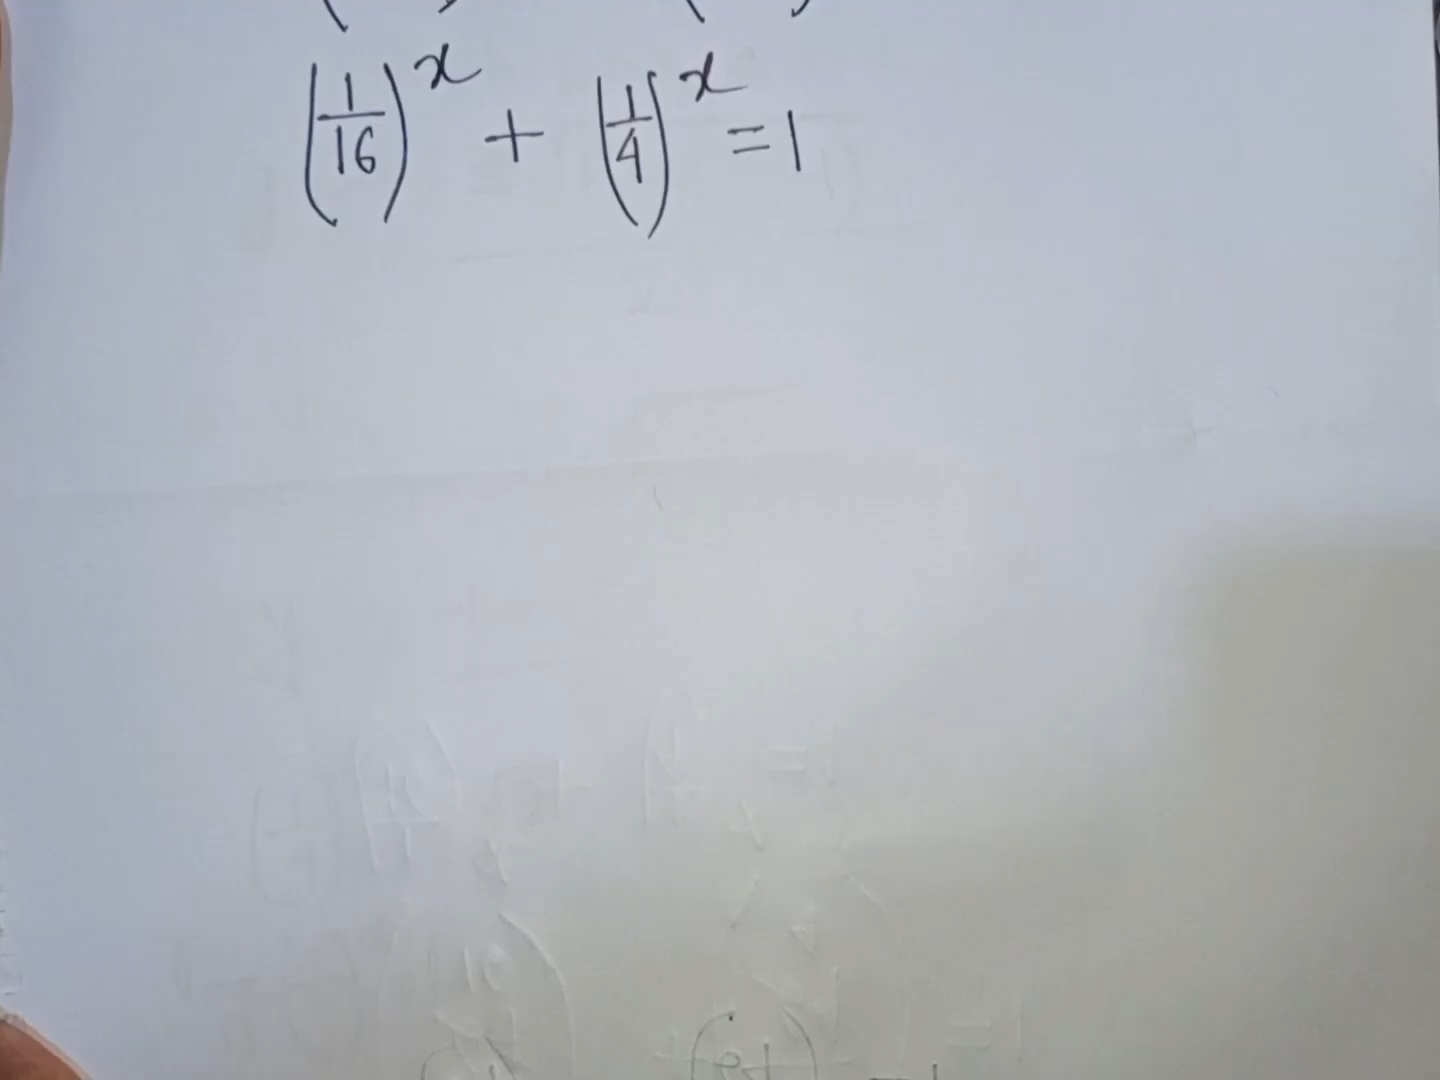 (1/16)^x + (1/4)^x = 1